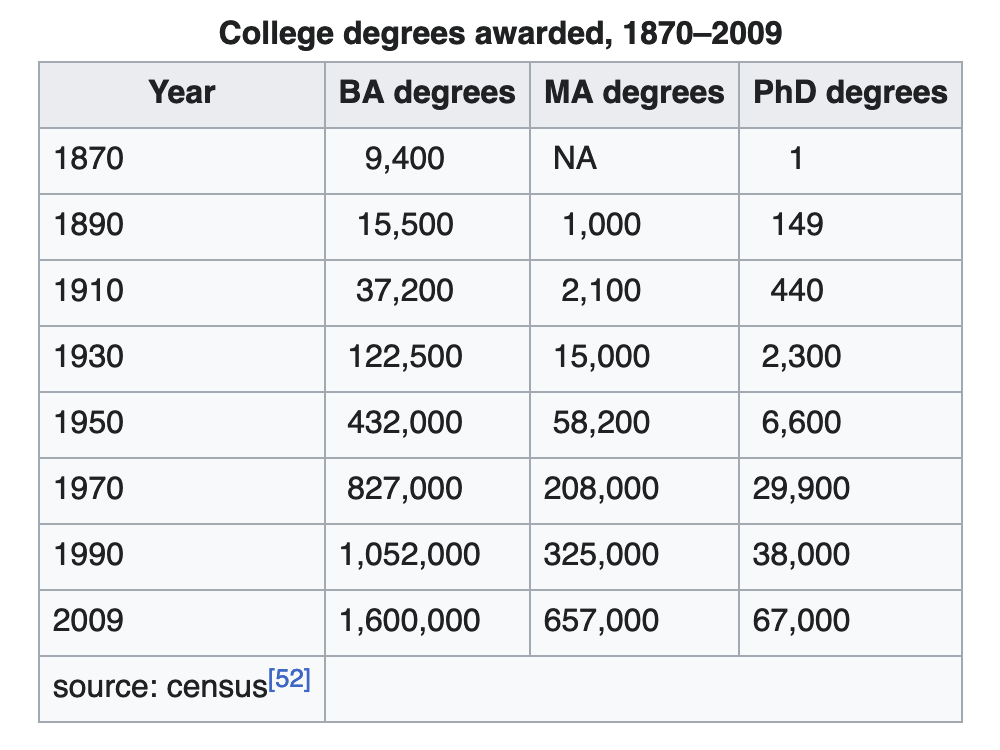 College degrees awarded, 1870–2009
Year BA degrees MA degrees PhD degrees
1870 9,400 NA 1
1890 15,500 1,000 149
1910 37,200 2,100 440
1930 122,500 15,000 2,300
1950 432,000 58,200 6,600
1970 827,000 208,000 29,900
1990 1,052,000 325,000 38,000
2009 1,600,000 657,000 67,000
source: census[52]